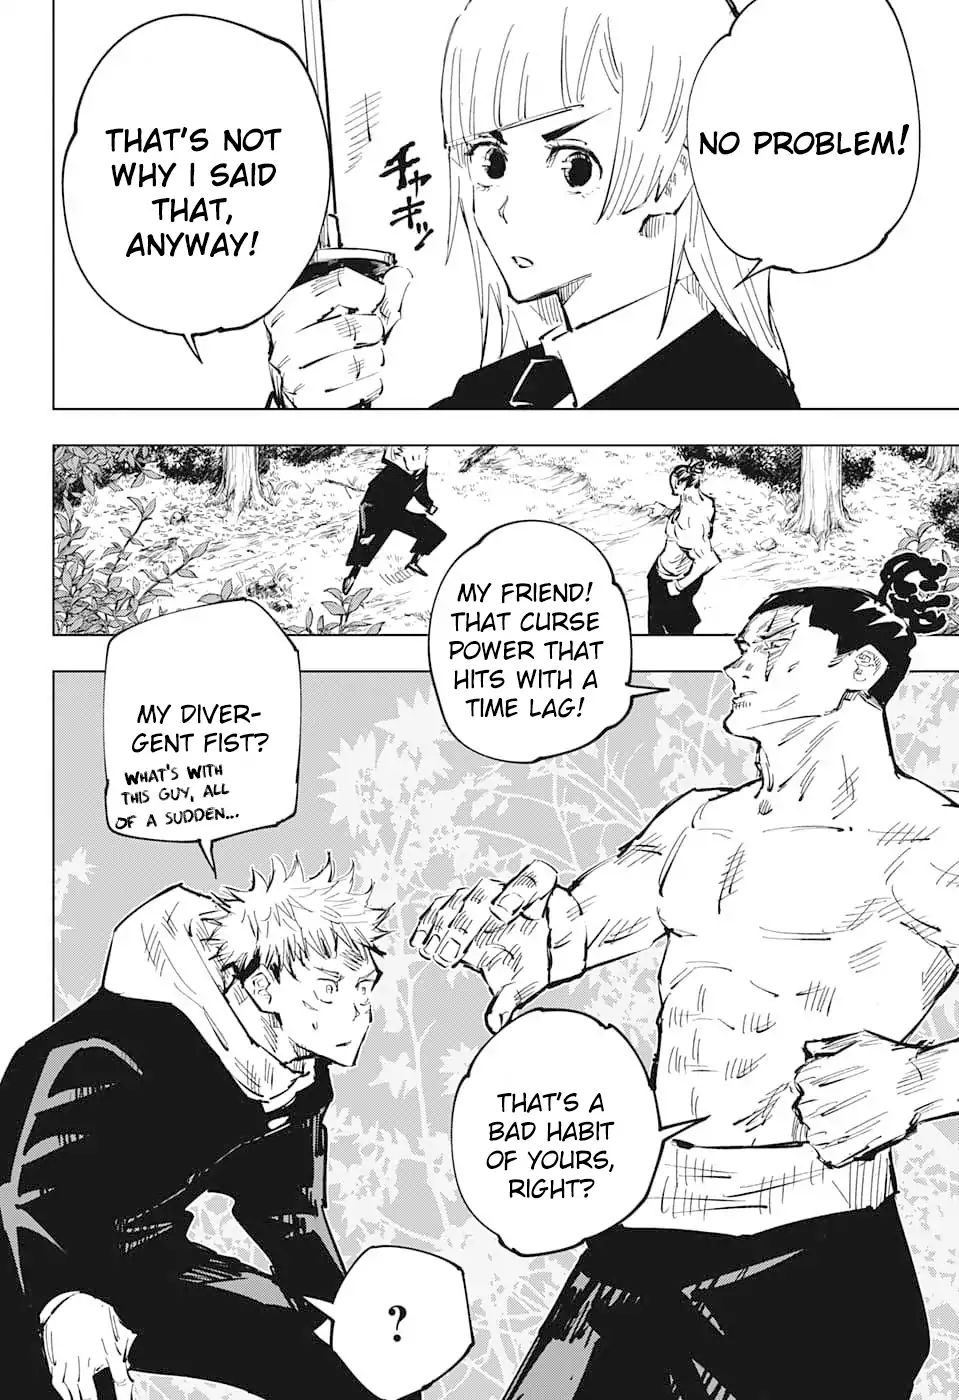 NO PROBLEM!
THAT'S NOT
WHY I SAID
THAT,
ANYWAY!
チャキッ
MY FRIEND!
THAT CURSE
POWER THAT
HITS WITH A
TIME LAG!
MY DIVER-
GENT FIST?
WHAT'S WITH
THIS GUY, ALL
OF A SUDDEN...
THAT'S A
BAD HABIT
OF YOURS,
RIGHT?
?